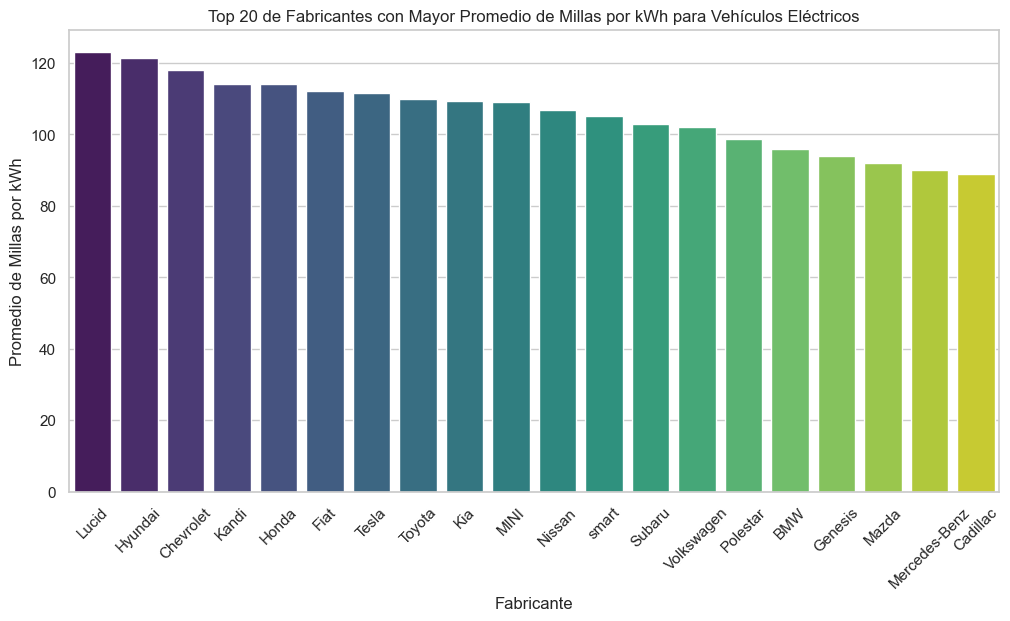 Top 20 de Fabricantes con Mayor Promedio de Millas por kWh para Vehículos Eléctricos
Promedio de Millas por kWh
120
100
80
60
40
20
0
Lucid
Hyundai
Chevrolet
Kandi
Honda
Fiat
Tesla
Toyota
Kia
MINI
Nissan
smart
Subaru
Volkswagen
Polestar
BMW
Genesis
Mazda
Mercedes-Benz
Cadillac
Fabricante